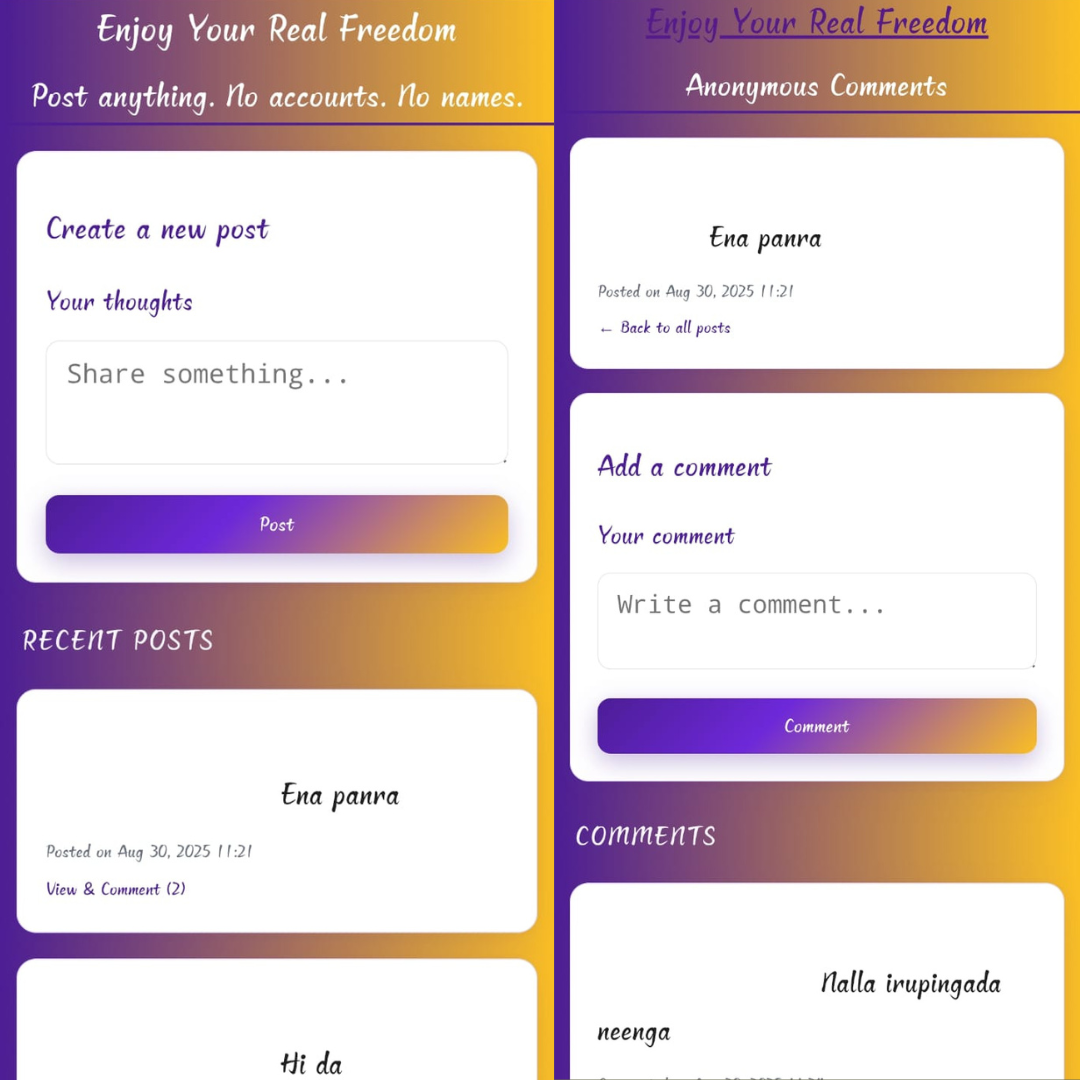 Enjoy Your Real Freedom
Post anything. No accounts. No names.
Create a new post
Your thoughts
Share something...
Post
RECENT POSTS
Ena panra
Posted on Aug 30, 2025 11:21
View & Comment (2)
Hi da
Enjoy Your Real Freedom
Anonymous Comments
Ena panra
Posted on Aug 30, 2025 11:21
← Back to all posts
Add a comment
Your comment
Write a comment...
Comment
COMMENTS
Nalla irupingada
neenga